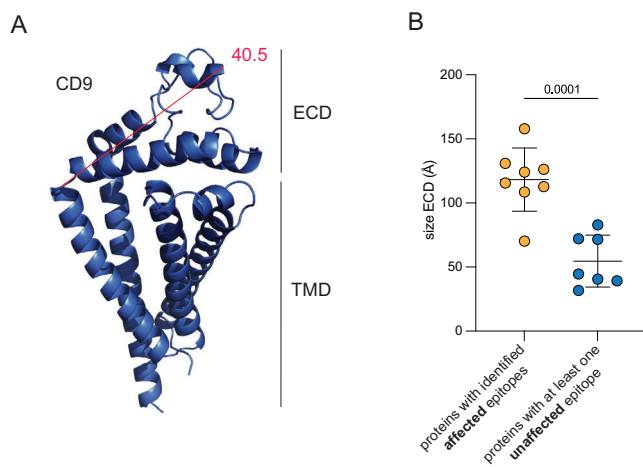 A
CD9
40.5
ECD
TMD
B
0.0001
200
150
100
50
0
size ECD (Å)
proteins with identified
affected epitopes
proteins with at least one
unaffected epitope